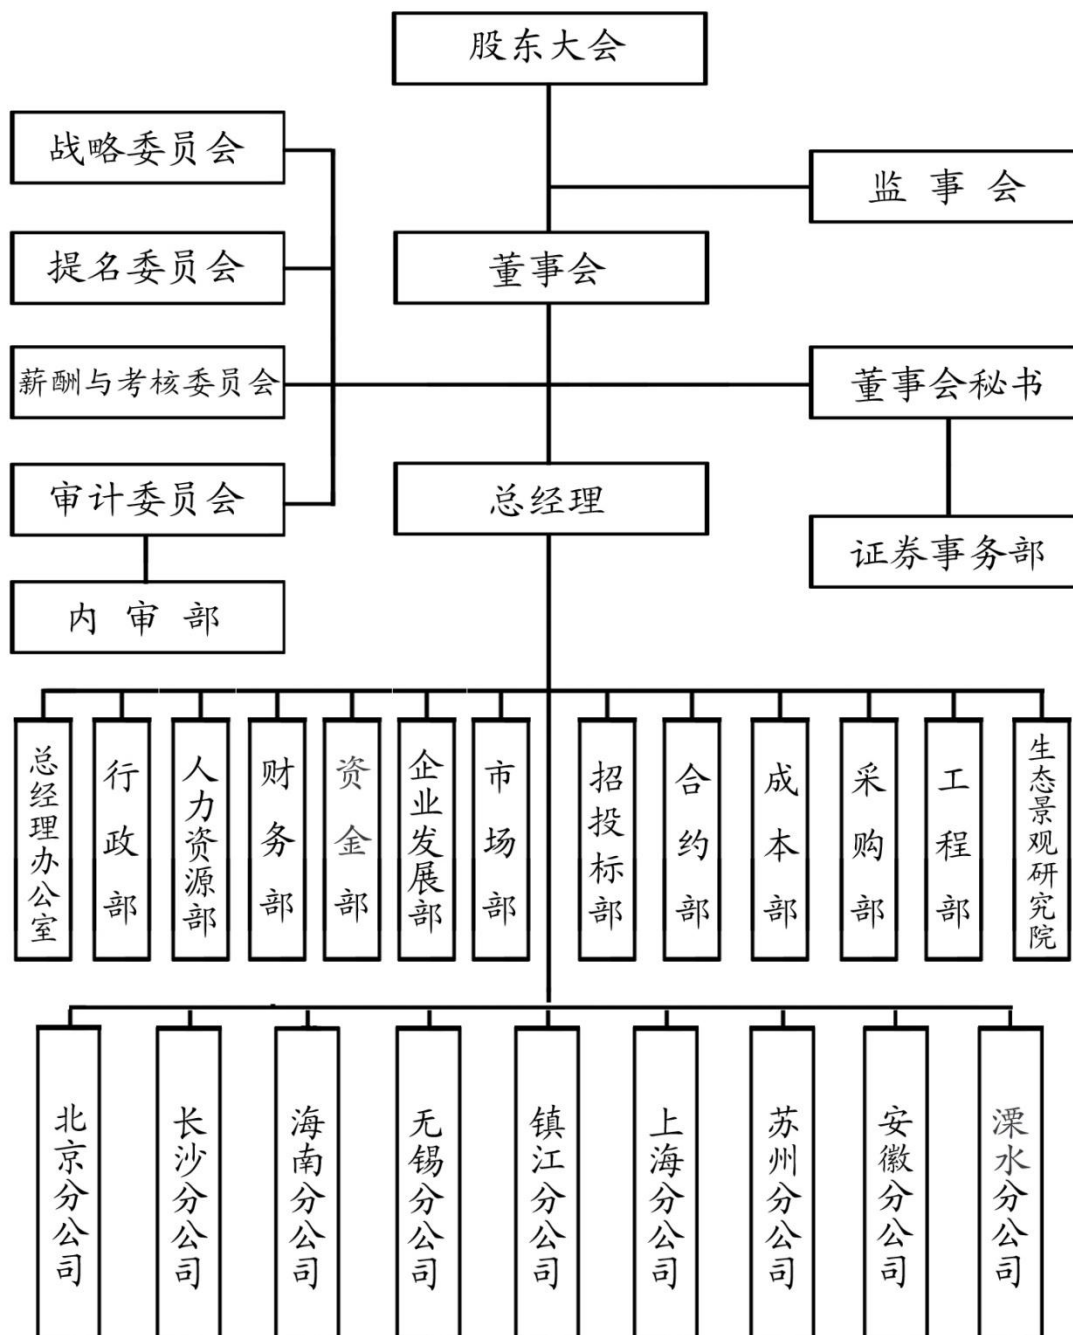 股东大会
战略委员会
监 事 会
提名委员会
董事会
薪酬与考核委员会
董事会秘书
审计委员会
总经理
证券事务部
内 审 部
总经理办公室
行政部
人力资源部
财务部
资金部
企业发展部
市场部
招投标部
合约部
成本部
采购部
工程部
生态景观研究院
北京分公司
长沙分公司
海南分公司
无锡分公司
镇江分公司
上海分公司
苏州分公司
安徽分公司
溧水分公司